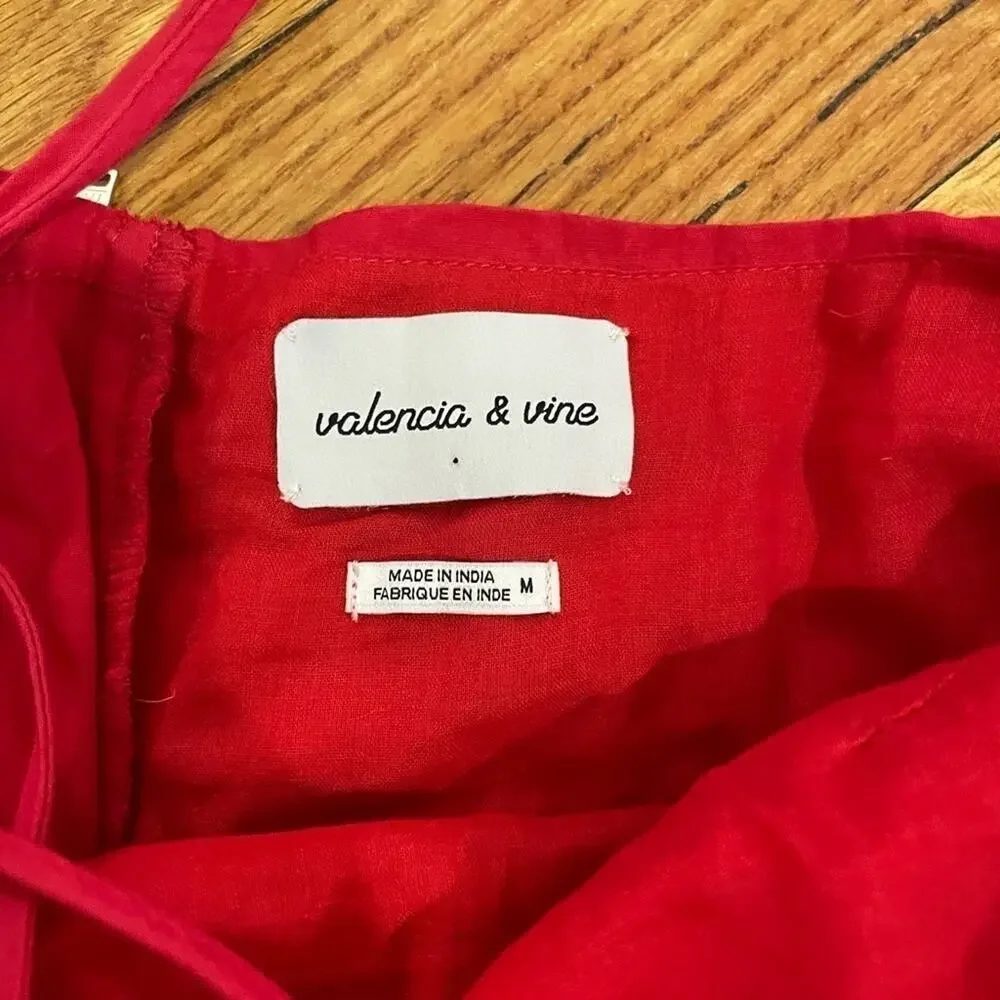 valencia & vine
MADE IN INDIA
FABRIQUE EN INDE M